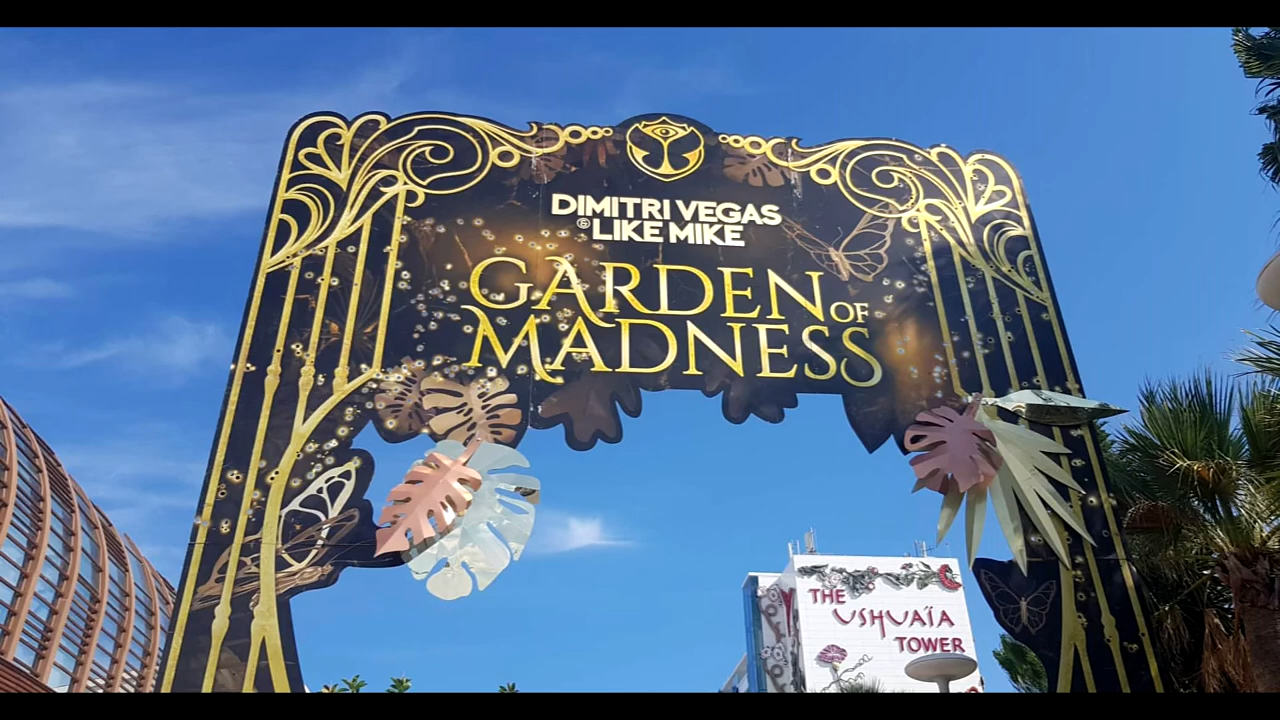 DIMITRI VEGAS
& LIKE MIKE
GARDEN OF
MADNESS
THE
USHUAÏA
TOWER